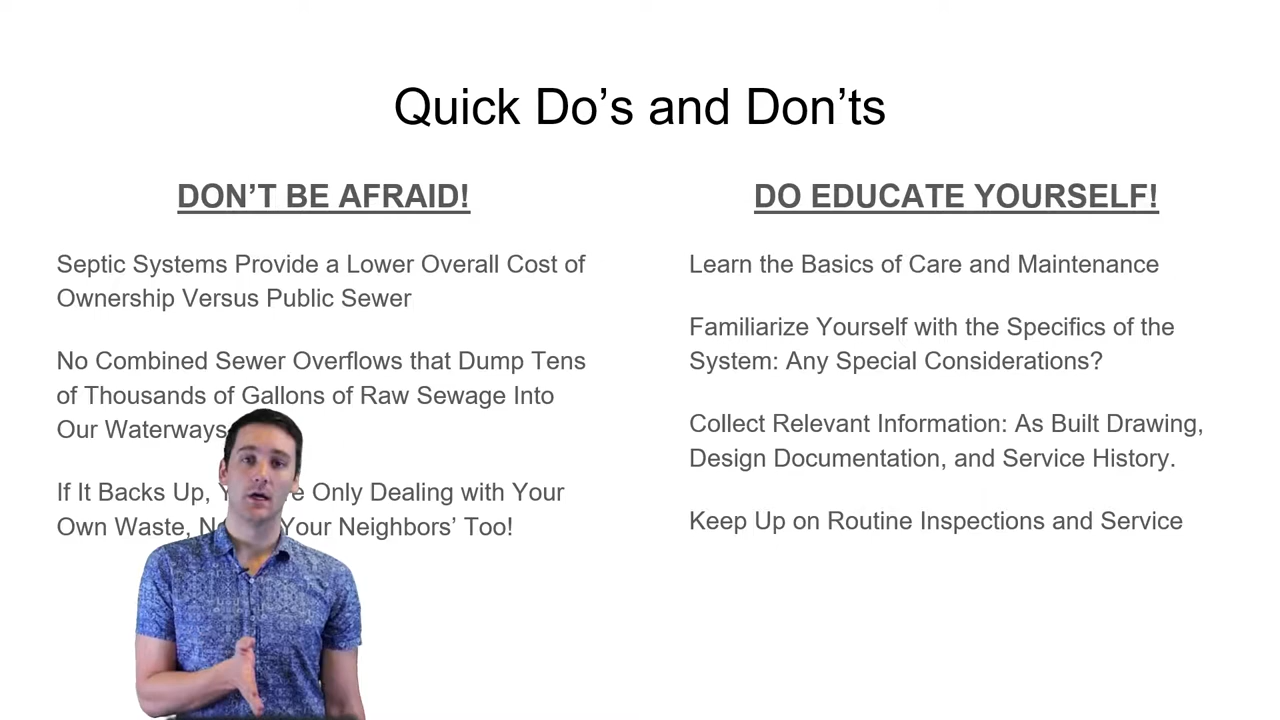 Quick Do’s and Don’ts
DON’T BE AFRAID!
Septic Systems Provide a Lower Overall Cost of
Ownership Versus Public Sewer
No Combined Sewer Overflows that Dump Tens
of Thousands of Gallons of Raw Sewage Into
Our Waterways
If It Backs Up, Only Dealing with Your
Own Waste, Your Neighbors’ Too!
DO EDUCATE YOURSELF!
Learn the Basics of Care and Maintenance
Familiarize Yourself with the Specifics of the
System: Any Special Considerations?
Collect Relevant Information: As Built Drawing,
Design Documentation, and Service History.
Keep Up on Routine Inspections and Service